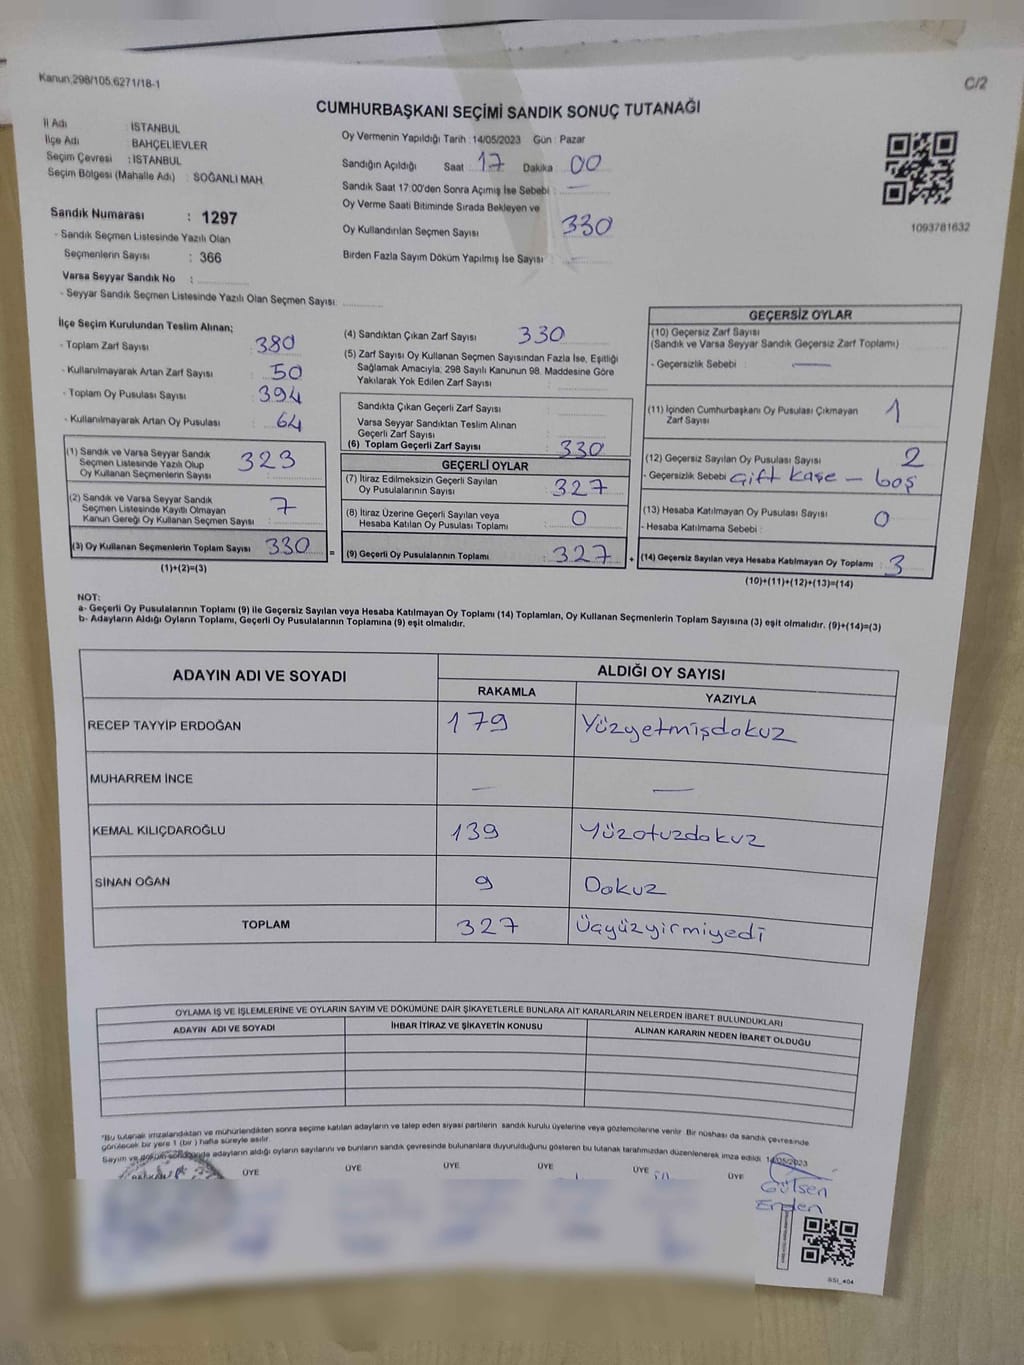 Kanun;298/105,6271/18-1
C/2
CUMHURBAŞKANI SEÇİMİ SANDIK SONUÇ TUTANAĞI
İl Adı : İSTANBUL
İlçe Adı BAHÇELİEVLER
Seçim Çevresi : İSTANBUL
Seçim Bölgesi (Mahalle Adı) : SOĞANLI MAH
Sandık Numarası : 1297
- Sandık Seçmen Listesinde Yazılı Olan
Seçmenlerin Sayısı : 366
Varsa Seyyar Sandık No :
- Seyyar Sandık Seçmen Listesinde Yazılı Olan Seçmen Sayısı:
Oy Vermenin Yapıldığı Tarih : 14/05/2023 Gün : Pazar
Sandığın Açıldığı Saat 17 Dakika 00
Sandık Saat 17:00'den Sonra Açımış İse Sebebi : —
Oy Verme Saati Bitiminde Sırada Bekleyen ve
Oy Kullandırılan Seçmen Sayısı 330
Birden Fazla Sayım Döküm Yapılmış İse Sayısı : —
1093781632
İlçe Seçim Kurulundan Teslim Alınan;
- Toplam Zarf Sayısı : 380
- Kullanılmayarak Artan Zarf Sayısı : 50
- Toplam Oy Pusulası Sayısı : 394
- Kullanılmayarak Artan Oy Pusulası : 64
(1) Sandık ve Varsa Seyyar Sandık
Seçmen Listesinde Yazılı Olup
Oy Kullanan Seçmenlerin Sayısı : 323
(2) Sandık ve Varsa Seyyar Sandık
Seçmen Listesinde Kayıtlı Olmayan
Kanun Gereği Oy Kullanan Seçmen Sayısı : 7
(3) Oy Kullanan Seçmenlerin Toplam Sayısı : 330
(1)+(2)=(3)
(4) Sandıktan Çıkan Zarf Sayısı : 330
(5) Zarf Sayısı Oy Kullanan Seçmen Sayısından Fazla İse, Eşitliği
Sağlamak Amacıyla; 298 Sayılı Kanunun 98. Maddesine Göre
Yakılarak Yok Edilen Zarf Sayısı :
Sandıkta Çıkan Geçerli Zarf Sayısı :
Varsa Seyyar Sandıktan Teslim Alınan
Geçerli Zarf Sayısı :
(6) Toplam Geçerli Zarf Sayısı : 330
GEÇERLİ OYLAR
(7) İtiraz Edilmeksizin Geçerli Sayılan
Oy Pusulalarının Sayısı : 327
(8) İtiraz Üzerine Geçerli Sayılan veya
Hesaba Katılan Oy Pusulası Toplamı : 0
= (9) Geçerli Oy Pusulalarının Toplamı : 327 +
GEÇERSİZ OYLAR
(10) Geçersiz Zarf Sayısı
(Sandık ve Varsa Seyyar Sandık Geçersiz Zarf Toplamı)
- Geçersizlik Sebebi : —
(11) İçinden Cumhurbaşkanı Oy Pusulası Çıkmayan
Zarf Sayısı : 1
(12) Geçersiz Sayılan Oy Pusulası Sayısı : 2
- Geçersizlik Sebebi Çift kaşe - boş
(13) Hesaba Katılmayan Oy Pusulası Sayısı : 0
- Hesaba Katılmama Sebebi :
(14) Geçersiz Sayılan veya Hesaba Katılmayan Oy Toplamı : 3
(10)+(11)+(12)+(13)=(14)
NOT:
a- Geçerli Oy Pusulalarının Toplamı (9) ile Geçersiz Sayılan veya Hesaba Katılmayan Oy Toplamı (14) Toplamları, Oy Kullanan Seçmenlerin Toplam Sayısına (3) eşit olmalıdır. (9)+(14)=(3)
b- Adayların Aldığı Oyların Toplamı, Geçerli Oy Pusulalarının Toplamına (9) eşit olmalıdır.
ADAYIN ADI VE SOYADI ALDIĞI OY SAYISI
RAKAMLA YAZIYLA
RECEP TAYYİP ERDOĞAN 179 Yüzyetmişdokuz
MUHARREM İNCE — —
KEMAL KILIÇDAROĞLU 139 Yüzotuzdokuz
SİNAN OĞAN 9 Dokuz
TOPLAM 327 Üçyüzyirmiyedi
OYLAMA İŞ VE İŞLEMLERİNE VE OYLARIN SAYIM VE DÖKÜMÜNE DAİR ŞİKAYETLERLE BUNLARA AİT KARARLARIN NELERDEN İBARET BULUNDUKLARI
ADAYIN ADI VE SOYADI İHBAR İTİRAZ VE ŞİKAYETİN KONUSU ALINAN KARARIN NEDEN İBARET OLDUĞU
*Bu tutanak imzalandıktan ve mühürlendikten sonra seçime katılan adayların ve talep eden siyasi partilerin sandık kurulu üyelerine veya gözlemcilerine verilir. Bir nüshası da sandık çevresinde
görülecek bir yere 1 (bir) hafta süreyle asılır.
Sayım ve döküm sonunda adayların aldığı oyların sayılarını ve bunların sandık çevresinde bulunanlara duyurulduğunu gösteren bu tutanak tarafımızdan düzenlenerek imza edildi. 14/05/2023
ÜYE ÜYE ÜYE ÜYE ÜYE ÜYE
Gülsen
Erden